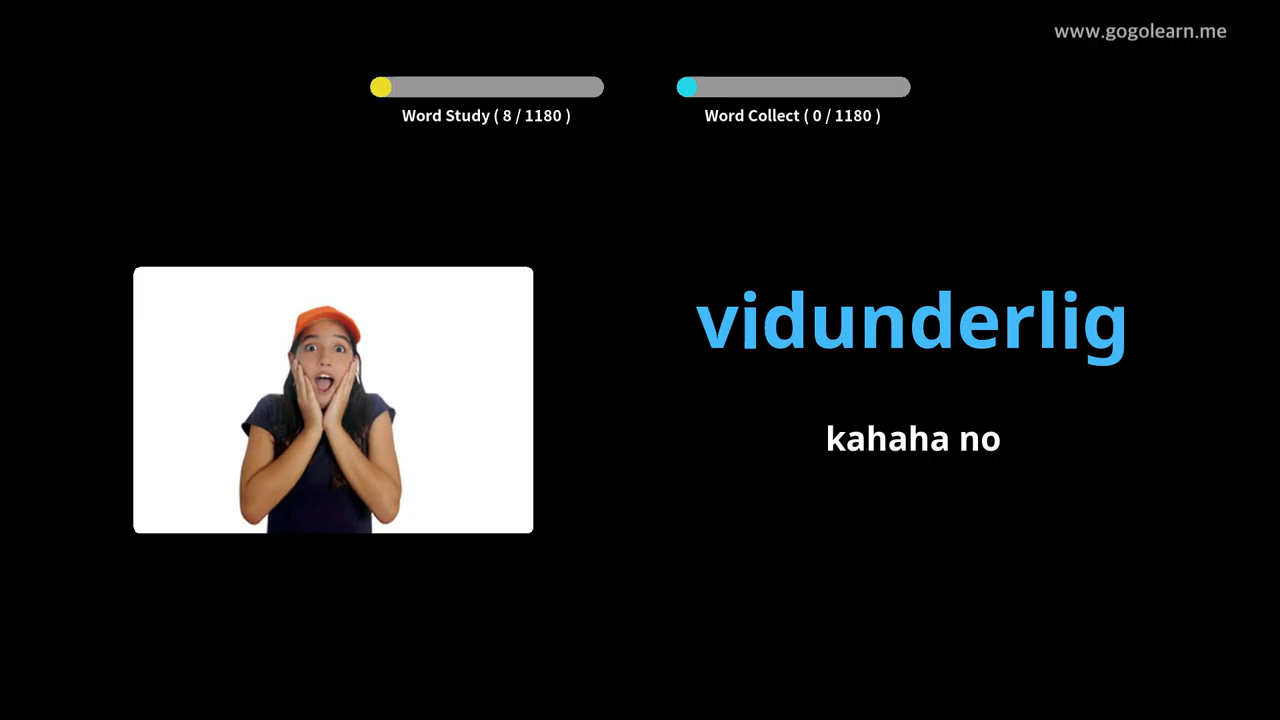 www.gogolearn.me
Word Study ( 8 / 1180 )
Word Collect ( 0 / 1180 )
vidunderlig
kahaha no